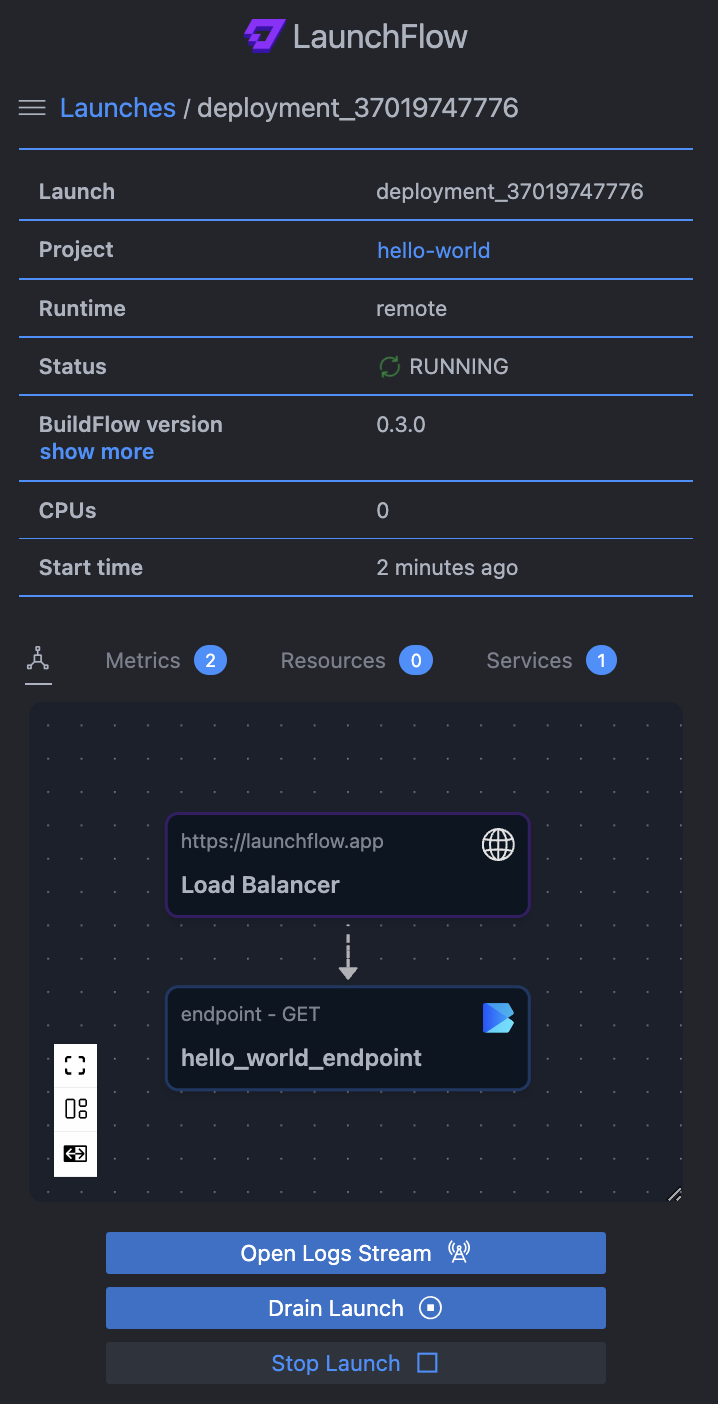 LaunchFlow
Launches / deployment_37019747776
Launch deployment_37019747776
Project hello-world
Runtime remote
Status RUNNING
BuildFlow version 0.3.0
show more
CPUs 0
Start time 2 minutes ago
Metrics 2 Resources 0 Services 1
https://launchflow.app
Load Balancer
endpoint - GET
hello_world_endpoint
Open Logs Stream
Drain Launch
Stop Launch